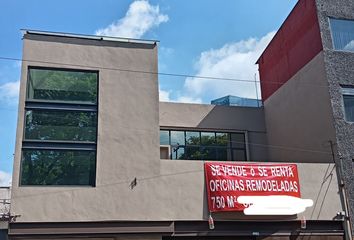 SE VENDE o SE RENTA
OFICINAS REMODELADAS
750 M²